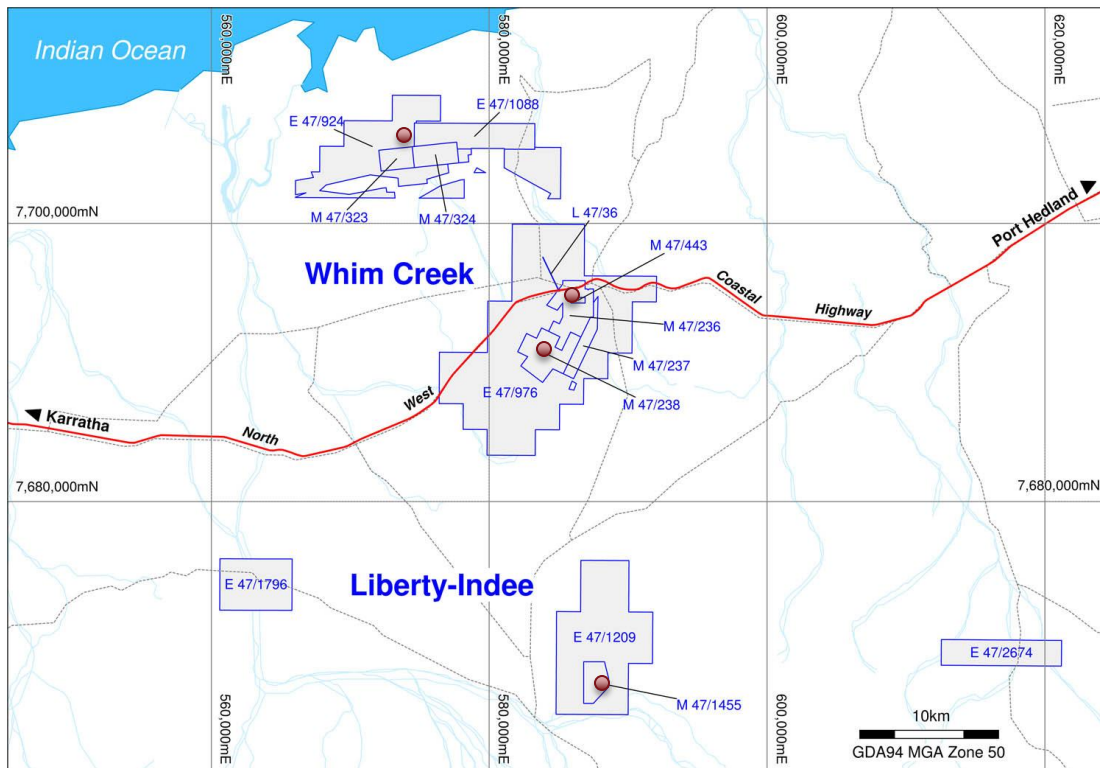 560,000mE
580,000mE
600,000mE
620,000mE
Indian Ocean
E 47/1088
E 47/924
M 47/323
M 47/324
7,700,000mN
L 47/36
Port Hedland
M 47/443
Whim Creek
Coastal
Highway
M 47/236
M 47/237
E 47/976
West
M 47/238
Karratha
North
7,680,000mN
7,680,000mN
E 47/1796
Liberty-Indee
E 47/1209
E 47/2674
M 47/1455
560,000mE
580,000mE
600,000mE
10km
GDA94 MGA Zone 50